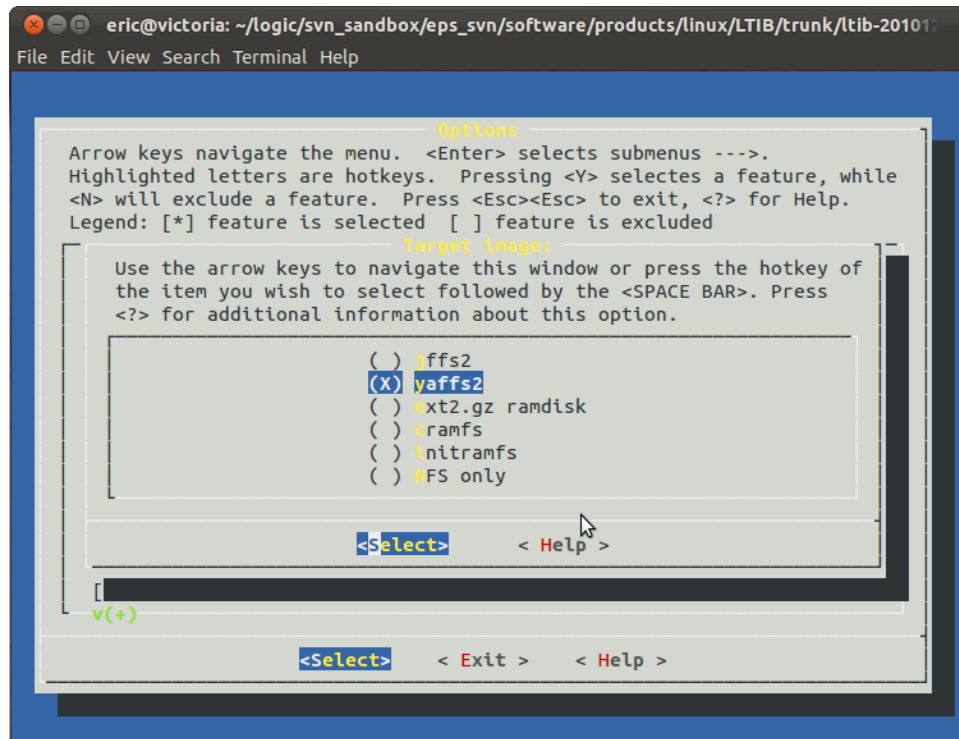 eric@victoria: ~/logic/svn_sandbox/eps_svn/software/products/linux/LTIB/trunk/ltib-201012
File Edit View Search Terminal Help
Options
Arrow keys navigate the menu. <Enter> selects submenus --->.
Highlighted letters are hotkeys. Pressing <Y> selectes a feature, while
<N> will exclude a feature. Press <Esc><Esc> to exit, <?> for Help.
Legend: [*] feature is selected [ ] feature is excluded
Target image:
Use the arrow keys to navigate this window or press the hotkey of
the item you wish to select followed by the <SPACE BAR>. Press
<?> for additional information about this option.
( ) jffs2
(X) yaffs2
( ) ext2.gz ramdisk
( ) cramfs
( ) initramfs
( ) NFS only
<Select> < Help >
[
v(+)
<Select> < Exit > < Help >